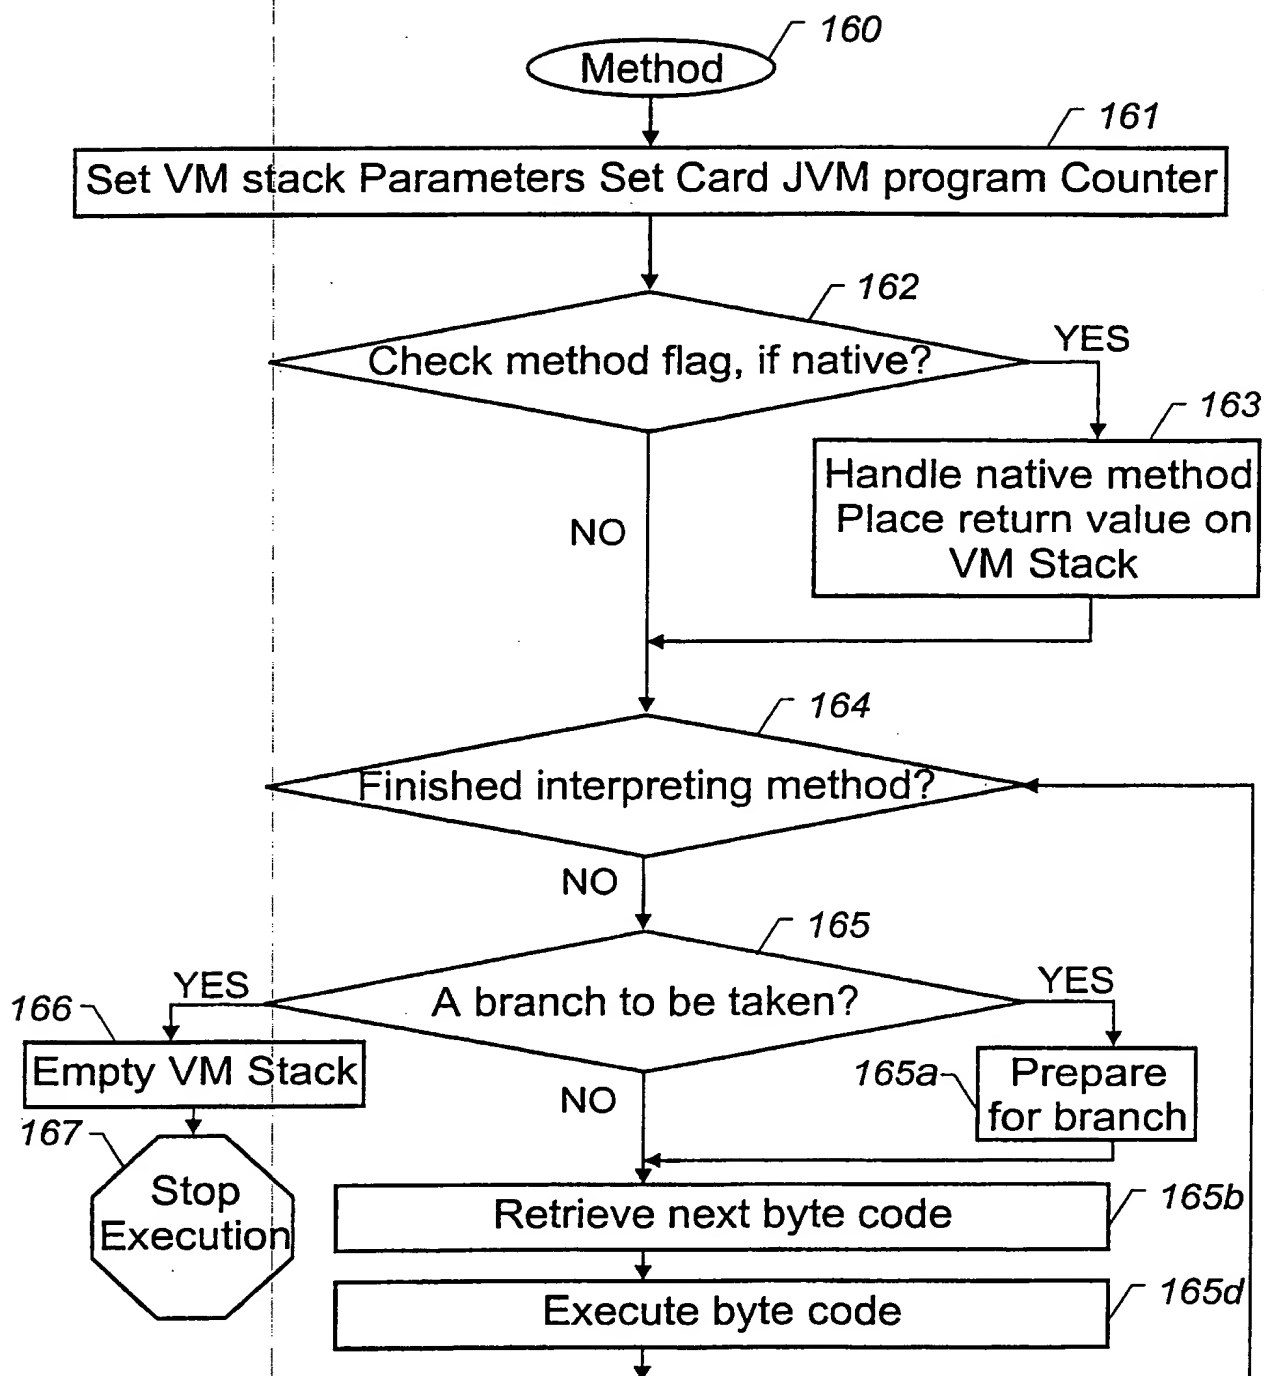 160
Method
161
Set VM stack Parameters Set Card JVM program Counter
162
Check method flag, if native?
YES
163
Handle native method
Place return value on
VM Stack
NO
164
Finished interpreting method?
NO
165
A branch to be taken?
YES
YES
166
Empty VM Stack
165a
Prepare
for branch
NO
167
Stop
Execution
Retrieve next byte code
165b
Execute byte code
165d